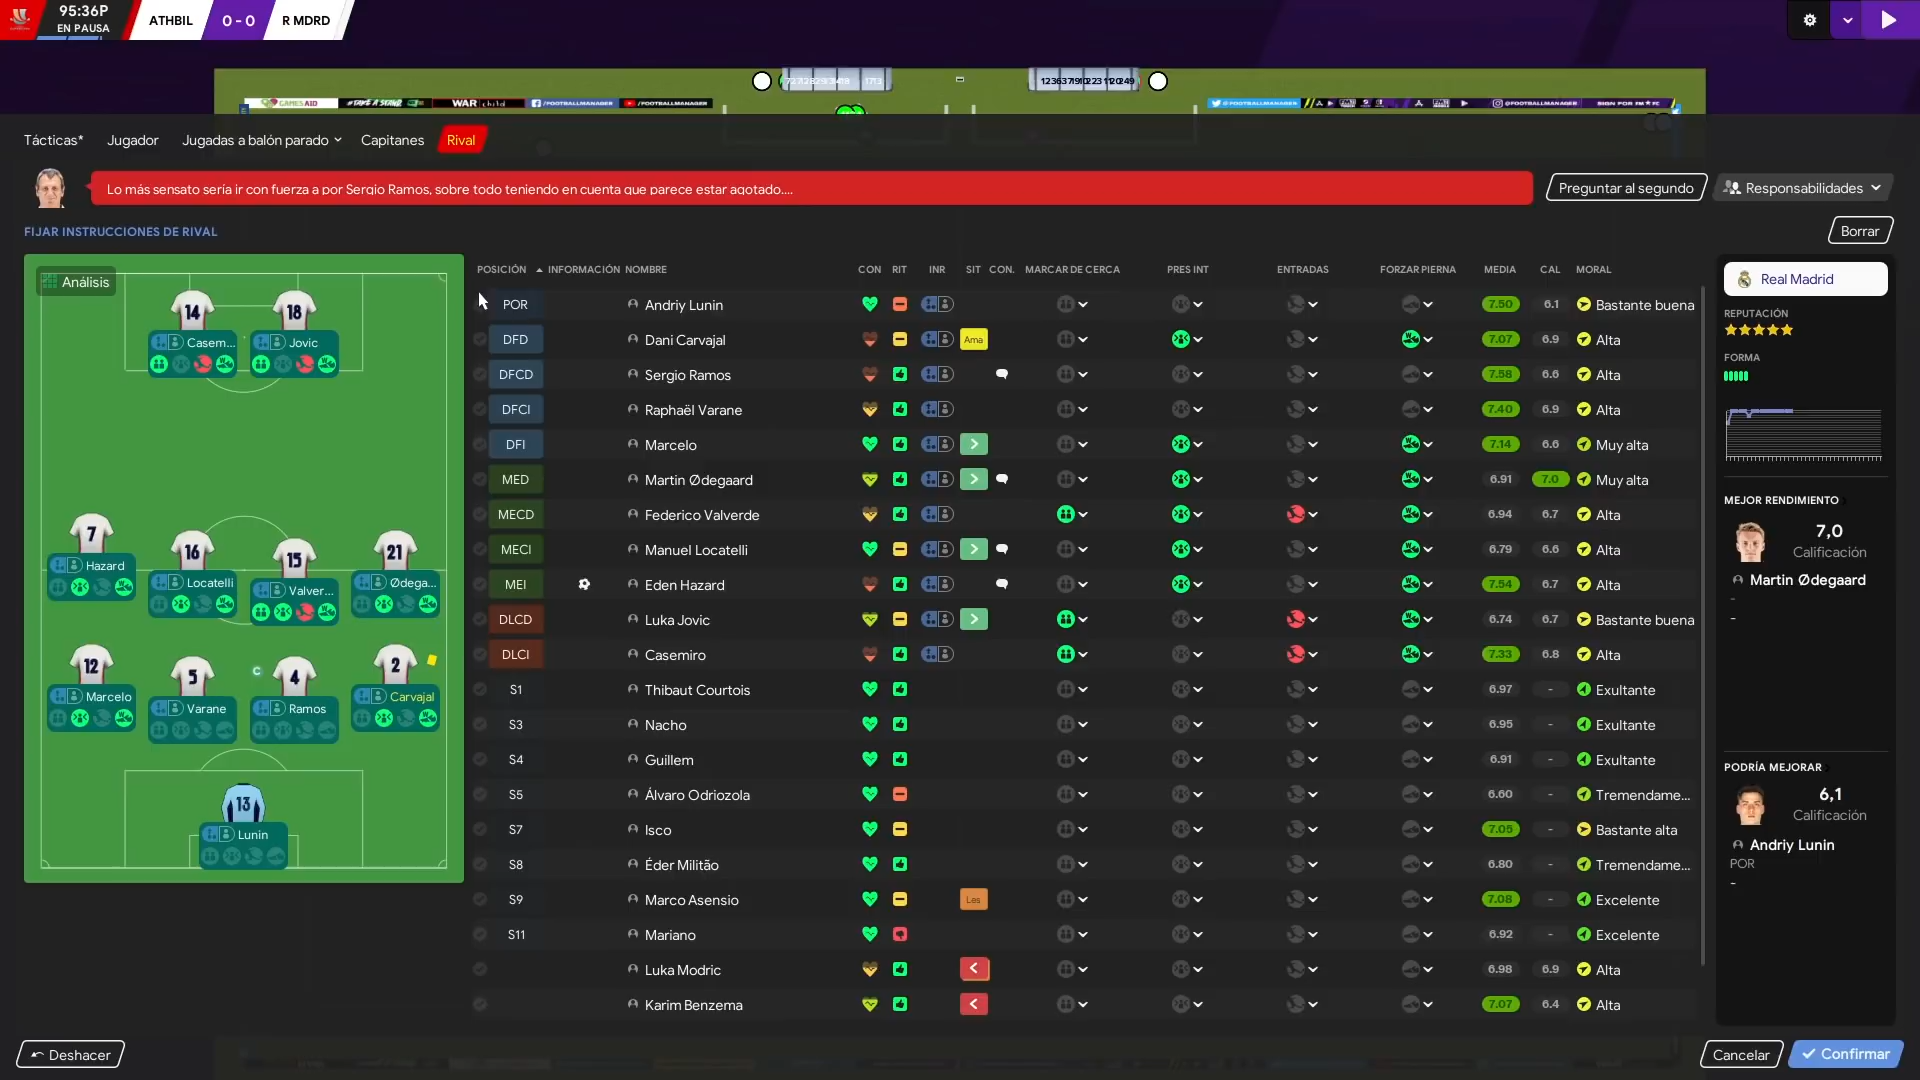 95:36P
EN PAUSA
ATHBIL
0 - 0
R MDRD
GAMESAID
#TAKE A STAND
WAR child
/FOOTBALLMANAGER
/FOOTBALLMANAGER
@FOOTBALLMANAGER
@FOOTBALLMANAGER
Tácticas*
Jugador
Jugadas a balón parado
Capitanes
Rival
Lo más sensato sería ir con fuerza a por Sergio Ramos, sobre todo teniendo en cuenta que parece estar agotado....
Preguntar al segundo
Responsabilidades
FIJAR INSTRUCCIONES DE RIVAL
Borrar
Análisis
14
18
Casem...
Jovic
7
16
15
21
Hazard
Locatelli
Valver...
Ødega...
12
5
C
4
2
Marcelo
Varane
Ramos
Carvajal
13
Lunin
POSICIÓN INFORMACIÓN NOMBRE CON RIT INR SIT CON. MARCAR DE CERCA PRES INT ENTRADAS FORZAR PIERNA MEDIA CAL MORAL
POR Andriy Lunin 7.50 6.1 Bastante buena
DFD Dani Carvajal Ama 7.07 6.9 Alta
DFCD Sergio Ramos 7.58 6.6 Alta
DFCI Raphaël Varane 7.40 6.9 Alta
DFI Marcelo 7.14 6.6 Muy alta
MED Martin Ødegaard 6.91 7.0 Muy alta
MECD Federico Valverde 6.94 6.7 Alta
MECI Manuel Locatelli 6.79 6.6 Alta
MEI Eden Hazard 7.54 6.7 Alta
DLCD Luka Jovic 6.74 6.7 Bastante buena
DLCI Casemiro 7.33 6.8 Alta
S1 Thibaut Courtois 6.97 - Exultante
S3 Nacho 6.95 - Exultante
S4 Guillem 6.91 - Exultante
S5 Álvaro Odriozola 6.60 - Tremendame...
S7 Isco 7.05 - Bastante alta
S8 Éder Militão 6.80 - Tremendame...
S9 Marco Asensio Les 7.08 - Excelente
S11 Mariano 6.92 - Excelente
Luka Modric 6.98 6.9 Alta
Karim Benzema 7.07 6.4 Alta
Real Madrid
REPUTACIÓN
FORMA
MEJOR RENDIMIENTO
7,0
Calificación
Martin Ødegaard
-
-
PODRÍA MEJORAR
6,1
Calificación
Andriy Lunin
POR
-
Deshacer
Cancelar
Confirmar